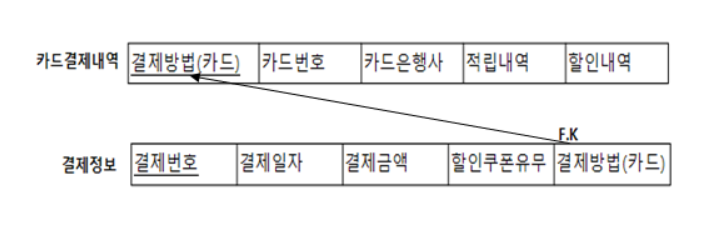 카드결제내역 결제방법(카드) 카드번호 카드은행사 적립내역 할인내역
F.K
결제정보 결제번호 결제일자 결제금액 할인쿠폰유무 결제방법(카드)